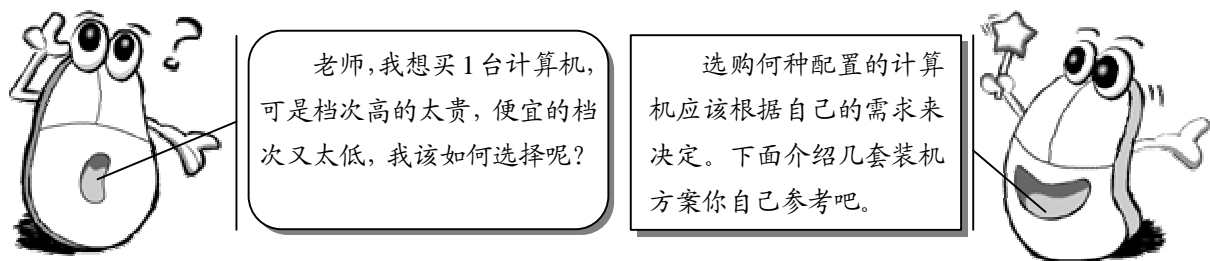 老师,我想买1台计算机,
可是档次高的太贵,便宜的档
次又太低,我该如何选择呢?
选购何种配置的计算
机应该根据自己的需求来
决定。下面介绍几套装机
方案你自己参考吧。